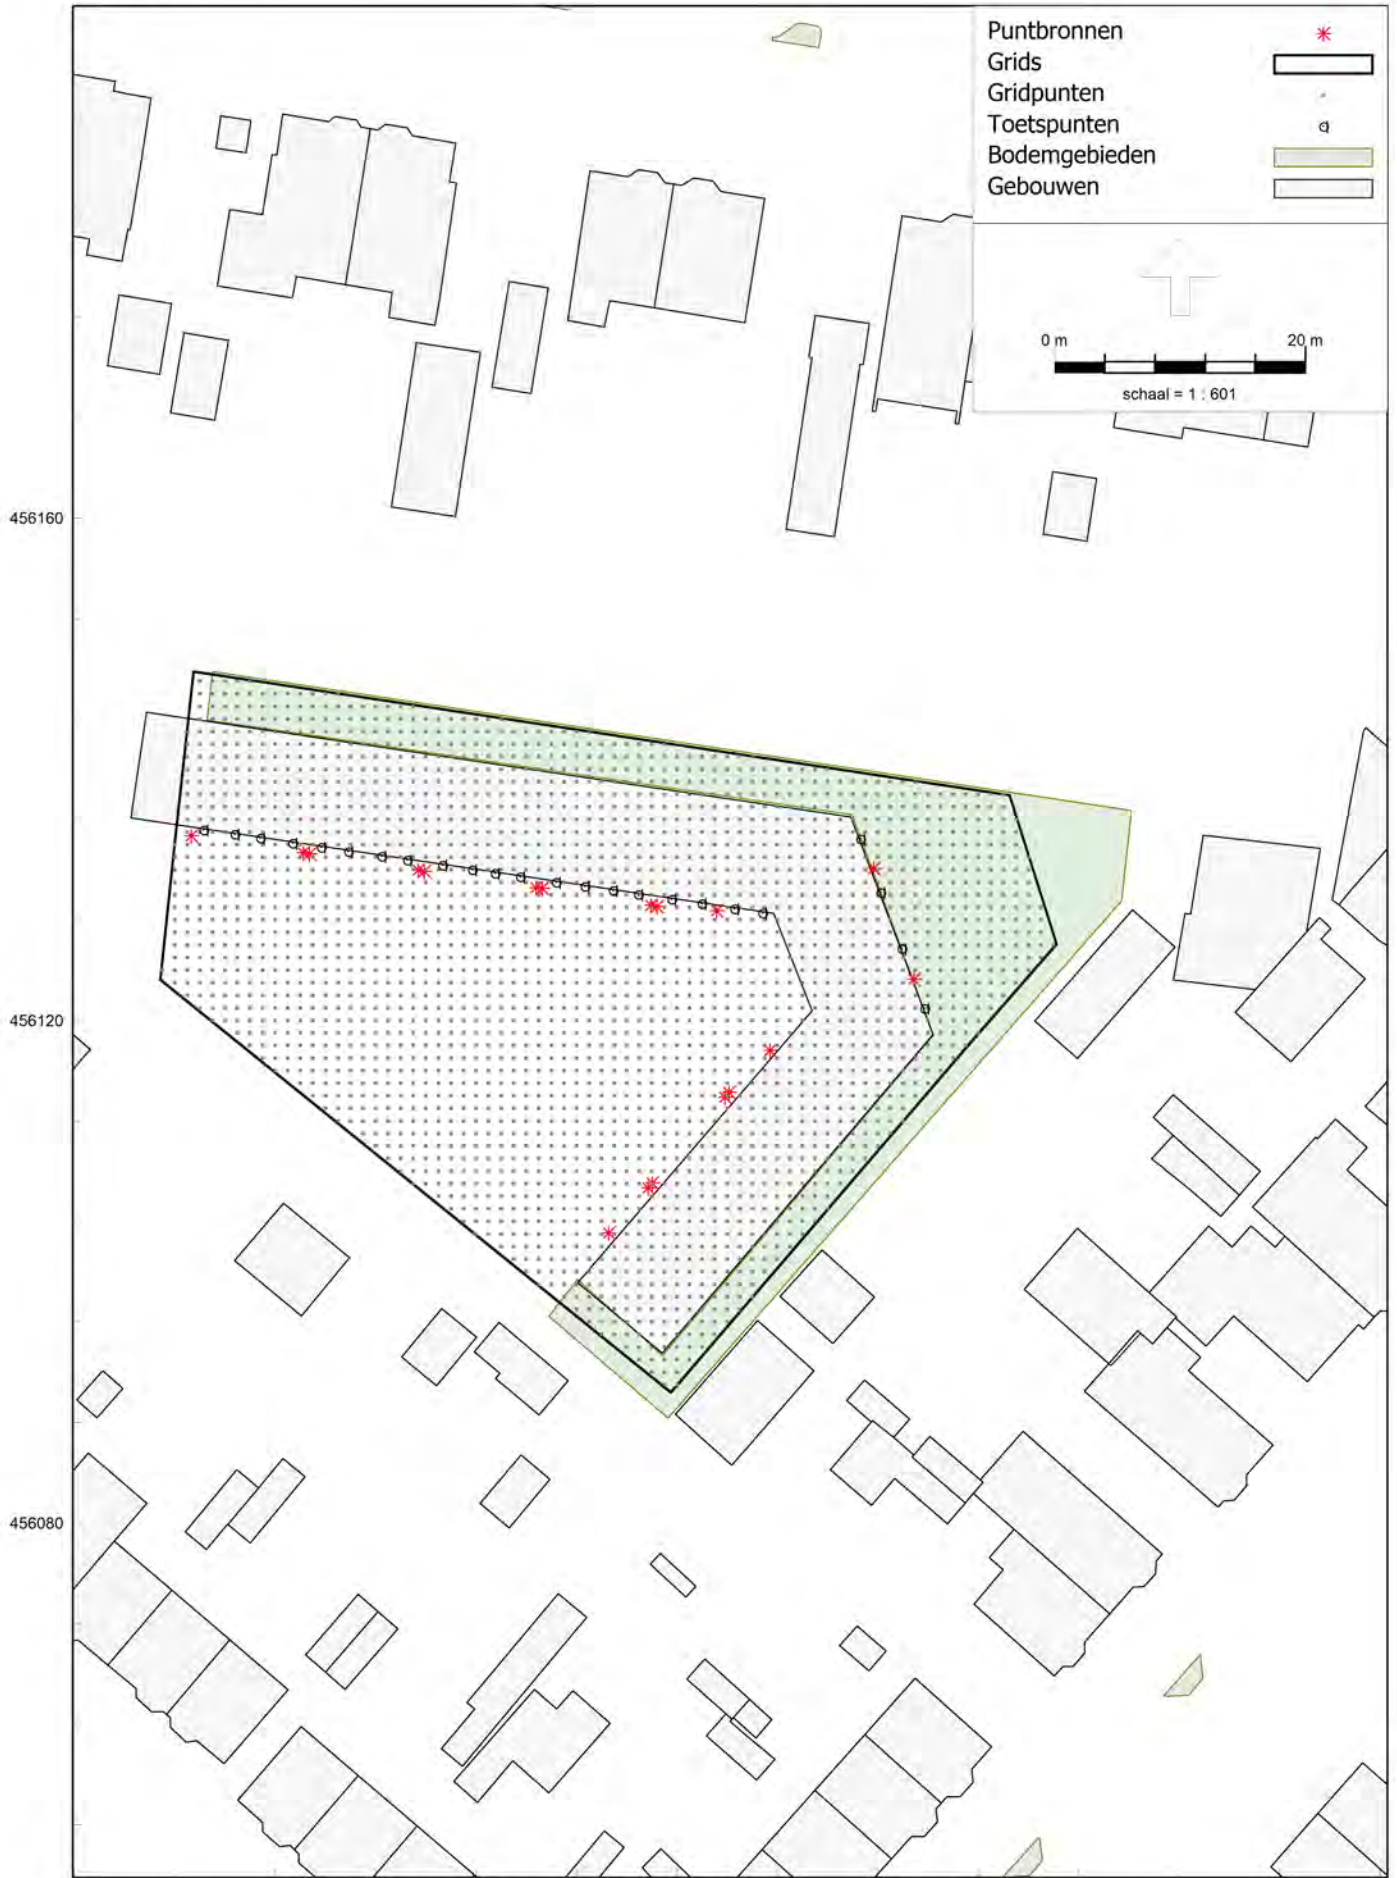 Puntbronnen
Grids
Gridpunten
Toetspunten
Bodemgebieden
Gebouwen
0 m 20 m
schaal = 1 : 601
456160
456120
456080